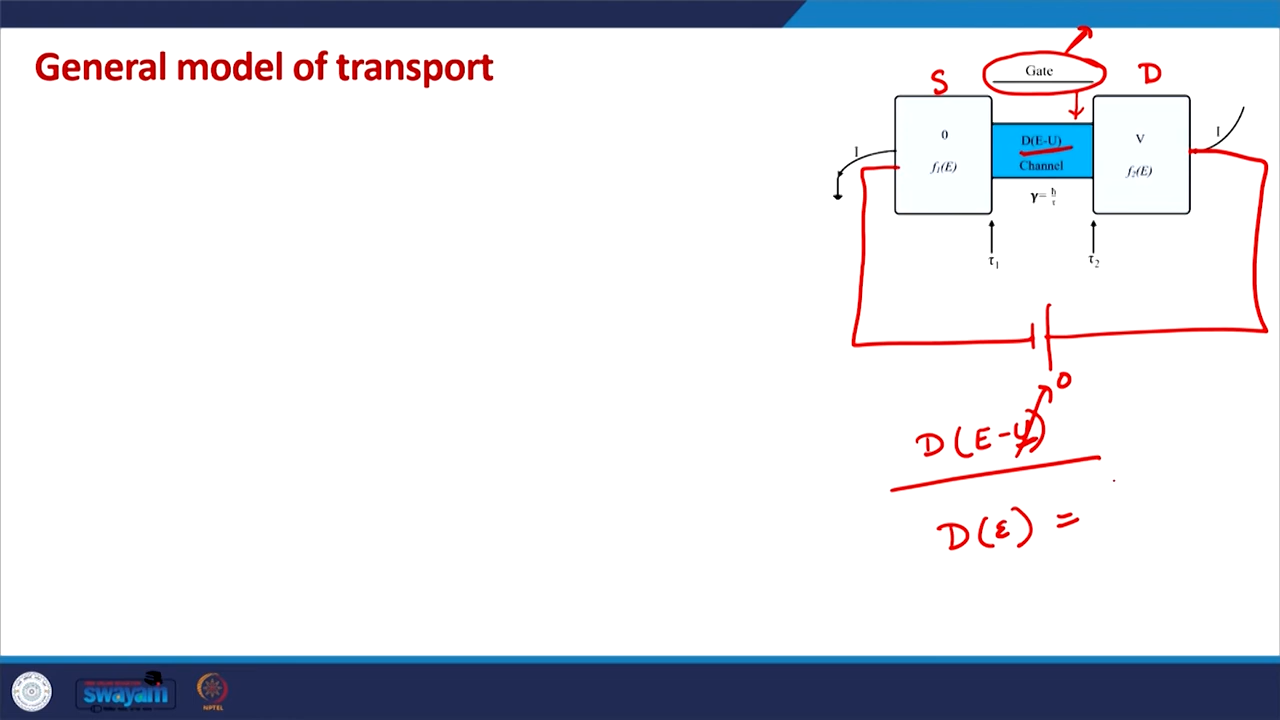 General model of transport
S
Gate
D
0
D(E-U)
V
I
I
f₁(E)
Channel
f₂(E)
γ= ℏ/τ
τ₁
τ₂
0
D(E-U)
D(E) =
swayam
NPTEL